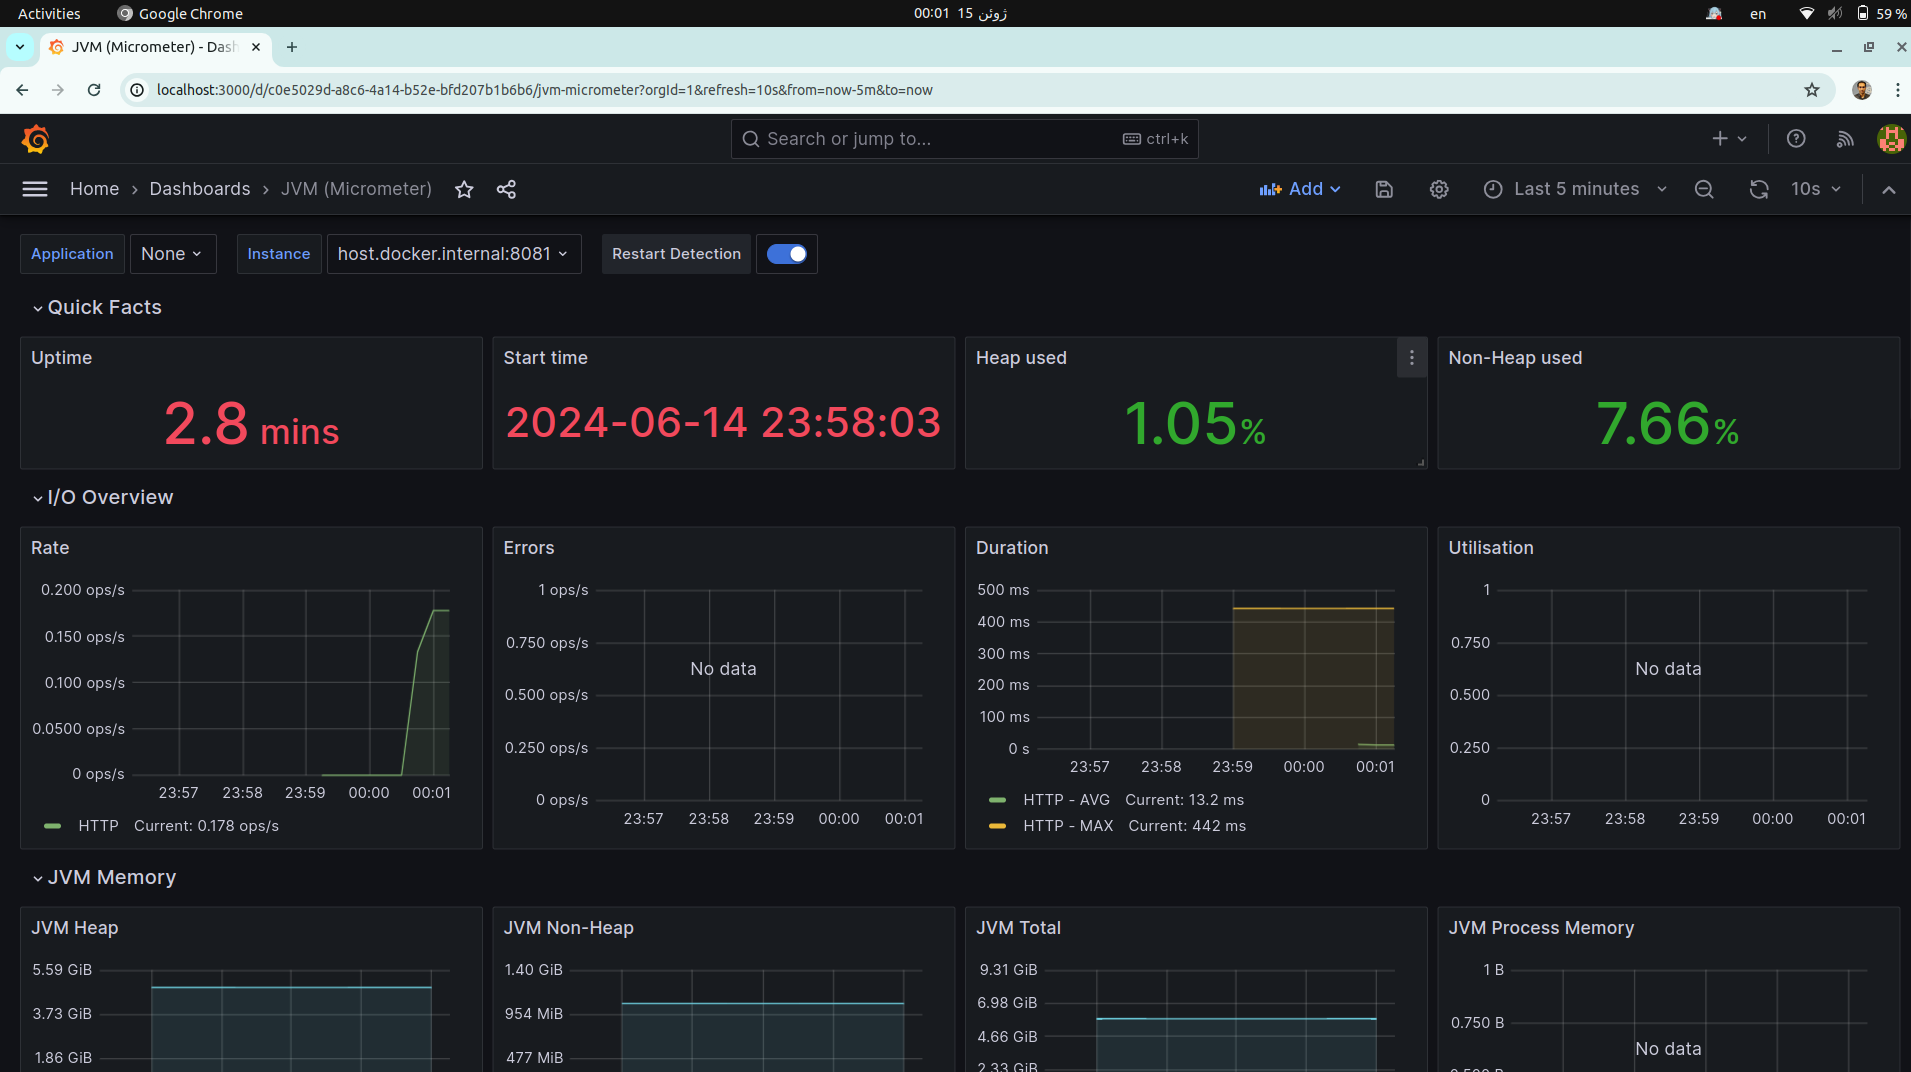 Activities Google Chrome 00:01 15 ژوئن en 59 %
JVM (Micrometer) - Dash
localhost:3000/d/c0e5029d-a8c6-4a14-b52e-bfd207b1b6b6/jvm-micrometer?orgId=1&refresh=10s&from=now-5m&to=now
Search or jump to... ctrl+k
Home › Dashboards › JVM (Micrometer) Add Last 5 minutes 10s
Application None Instance host.docker.internal:8081 Restart Detection
Quick Facts
Uptime
2.8 mins
Start time
2024-06-14 23:58:03
Heap used
1.05%
Non-Heap used
7.66%
I/O Overview
Rate
0.200 ops/s
0.150 ops/s
0.100 ops/s
0.0500 ops/s
0 ops/s
23:57 23:58 23:59 00:00 00:01
HTTP Current: 0.178 ops/s
Errors
1 ops/s
0.750 ops/s
0.500 ops/s
0.250 ops/s
0 ops/s
No data
23:57 23:58 23:59 00:00 00:01
Duration
500 ms
400 ms
300 ms
200 ms
100 ms
0 s
23:57 23:58 23:59 00:00 00:01
HTTP - AVG Current: 13.2 ms
HTTP - MAX Current: 442 ms
Utilisation
1
0.750
0.500
0.250
0
No data
23:57 23:58 23:59 00:00 00:01
JVM Memory
JVM Heap
5.59 GiB
3.73 GiB
1.86 GiB
JVM Non-Heap
1.40 GiB
954 MiB
477 MiB
JVM Total
9.31 GiB
6.98 GiB
4.66 GiB
2.33 GiB
JVM Process Memory
1 B
0.750 B
No data
0.500 B